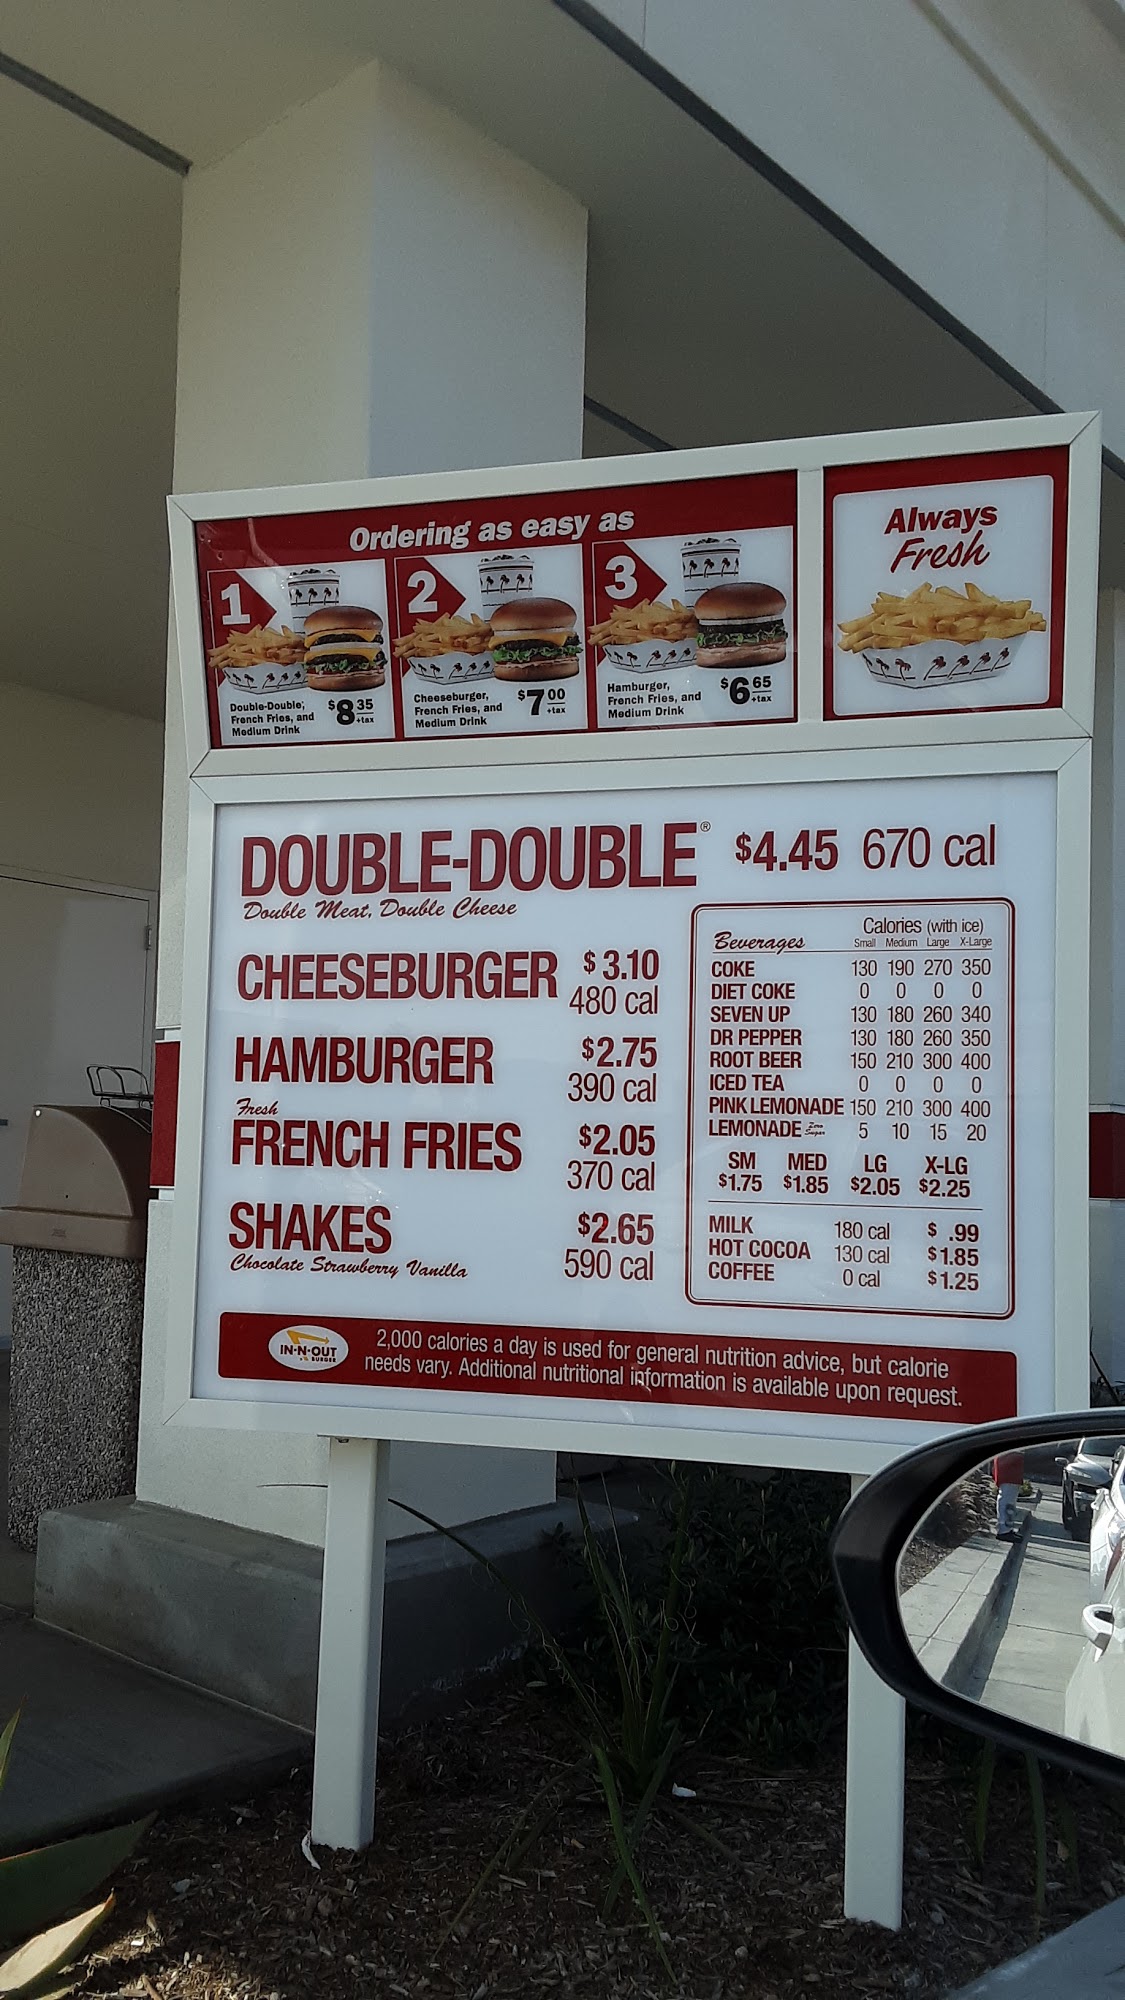 Ordering as easy as
1
Double-Double,
French Fries, and
Medium Drink
$8 35
+tax
2
Cheeseburger,
French Fries, and
Medium Drink
$7 00
+tax
3
Hamburger,
French Fries, and
Medium Drink
$6 65
+tax
Always
Fresh
DOUBLE-DOUBLE® $4.45 670 cal
Double Meat, Double Cheese
CHEESEBURGER $3.10
480 cal
HAMBURGER $2.75
390 cal
Fresh
FRENCH FRIES $2.05
370 cal
SHAKES $2.65
590 cal
Chocolate Strawberry Vanilla
Calories (with ice)
Beverages Small Medium Large X-Large
COKE 130 190 270 350
DIET COKE 0 0 0 0
SEVEN UP 130 180 260 340
DR PEPPER 130 180 260 350
ROOT BEER 150 210 300 400
ICED TEA 0 0 0 0
PINK LEMONADE 150 210 300 400
LEMONADE Zero Sugar 5 10 15 20
SM MED LG X-LG
$1.75 $1.85 $2.05 $2.25
MILK 180 cal $ .99
HOT COCOA 130 cal $1.85
COFFEE 0 cal $1.25
IN-N-OUT
BURGER
2,000 calories a day is used for general nutrition advice, but calorie
needs vary. Additional nutritional information is available upon request.